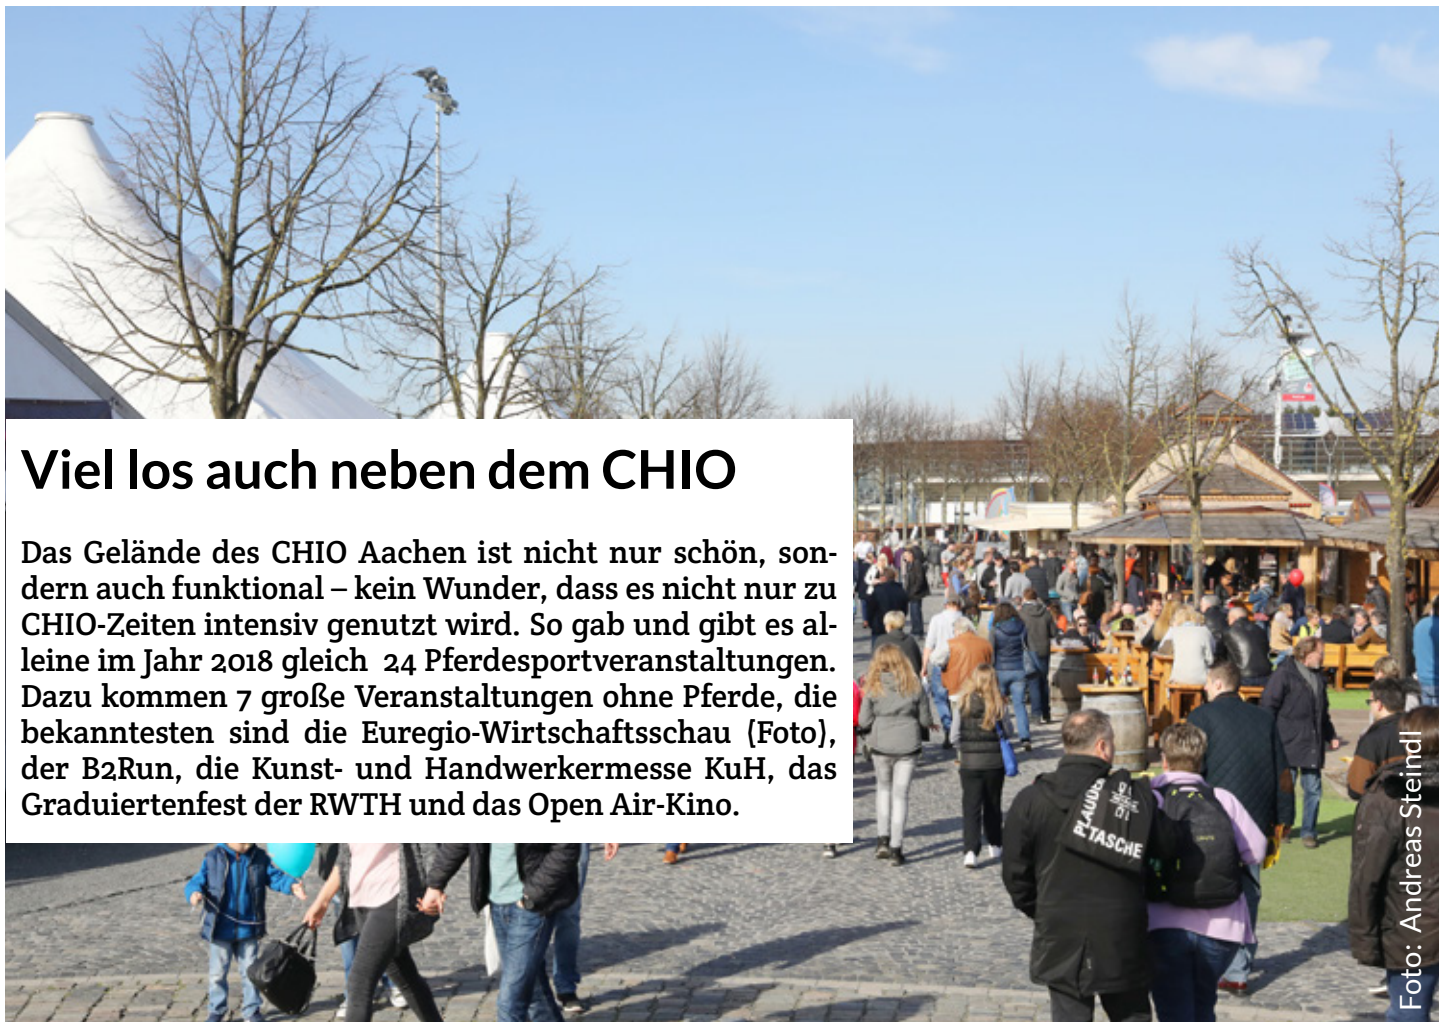 Viel los auch neben dem CHIO
Das Gelände des CHIO Aachen ist nicht nur schön, son-
dern auch funktional – kein Wunder, dass es nicht nur zu
CHIO-Zeiten intensiv genutzt wird. So gab und gibt es al-
leine im Jahr 2018 gleich 24 Pferdesportveranstaltungen.
Dazu kommen 7 große Veranstaltungen ohne Pferde, die
bekanntesten sind die Euregio-Wirtschaftsschau (Foto),
der B2Run, die Kunst- und Handwerkermesse KuH, das
Graduiertenfest der RWTH und das Open Air-Kino.
PLAUDER
TASCHE
Foto: Andreas Steindl